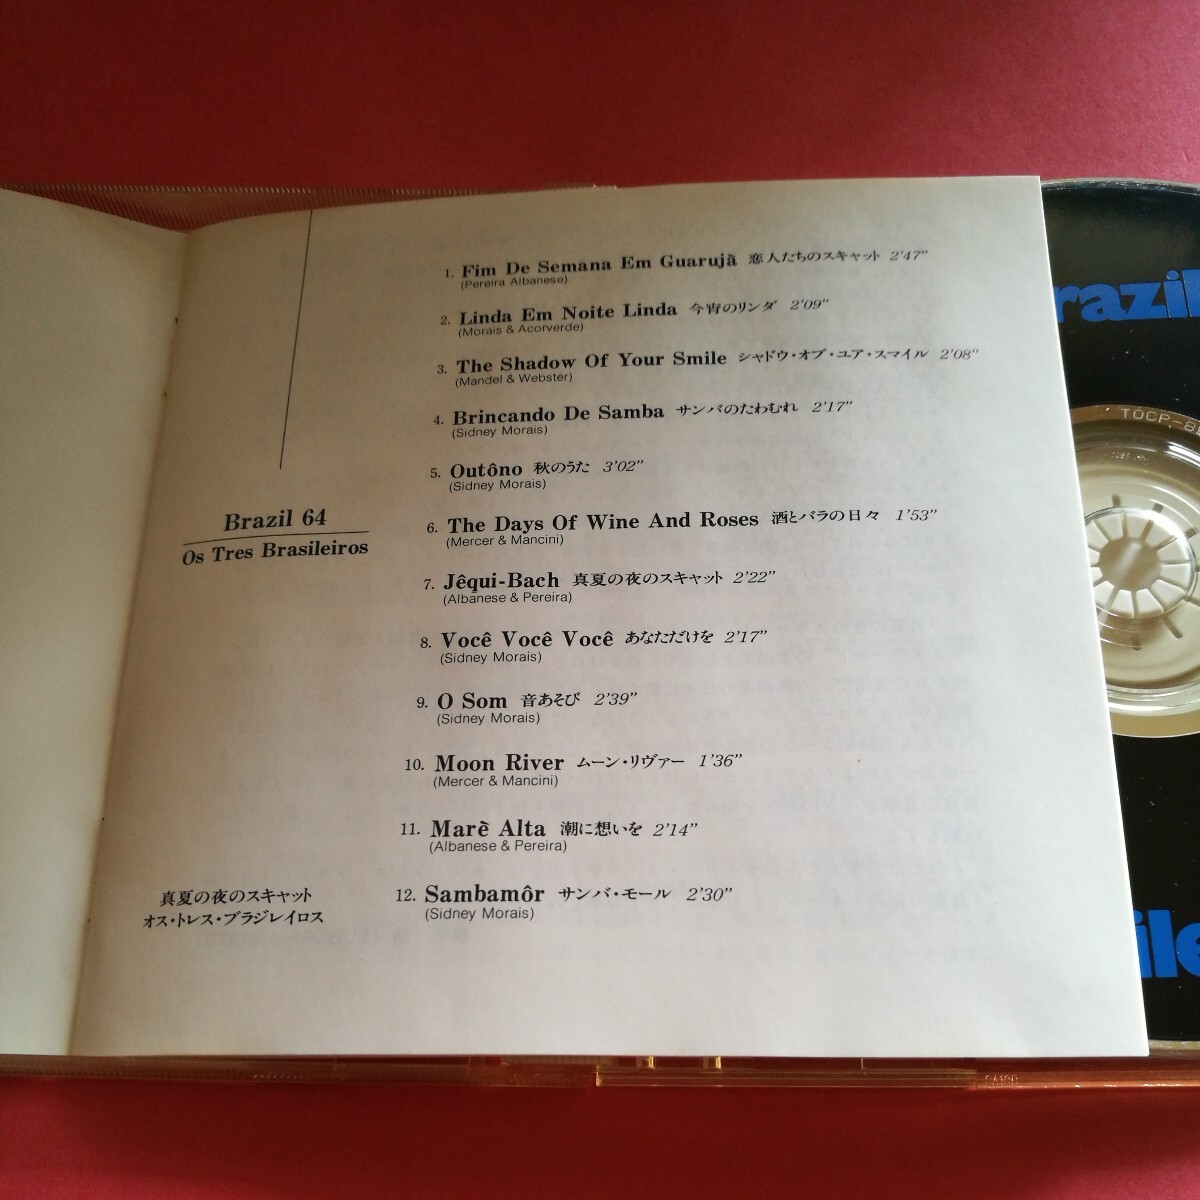 1. Fim De Semana Em Guarujã 恋人たちのスキャット 2'47”
(Pereira Albanese)
2. Linda Em Noite Linda 今宵のリンダ 2'09”
(Morais & Acorverde)
3. The Shadow Of Your Smile シャドウ・オブ・ユア・スマイル 2'08”
(Mandel & Webster)
4. Brincando De Samba サンバのたわむれ 2'17”
(Sidney Morais)
5. Outôno 秋のうた 3'02”
(Sidney Morais)
Brazil 64
Os Tres Brasileiros
6. The Days Of Wine And Roses 酒とバラの日々 1'53”
(Mercer & Mancini)
7. Jêqui-Bach 真夏の夜のスキャット 2'22”
(Albanese & Pereira)
8. Você Você Você あなただけを 2'17”
(Sidney Morais)
9. O Som 音あそび 2'39”
(Sidney Morais)
10. Moon River ムーン・リヴァー 1'36”
(Mercer & Mancini)
11. Marè Alta 潮に想いを 2'14”
(Albanese & Pereira)
12. Sambamôr サンバ・モール 2'30”
(Sidney Morais)
真夏の夜のスキャット
オス・トレス・ブラジレイロス
razil
TOCP-8
ile